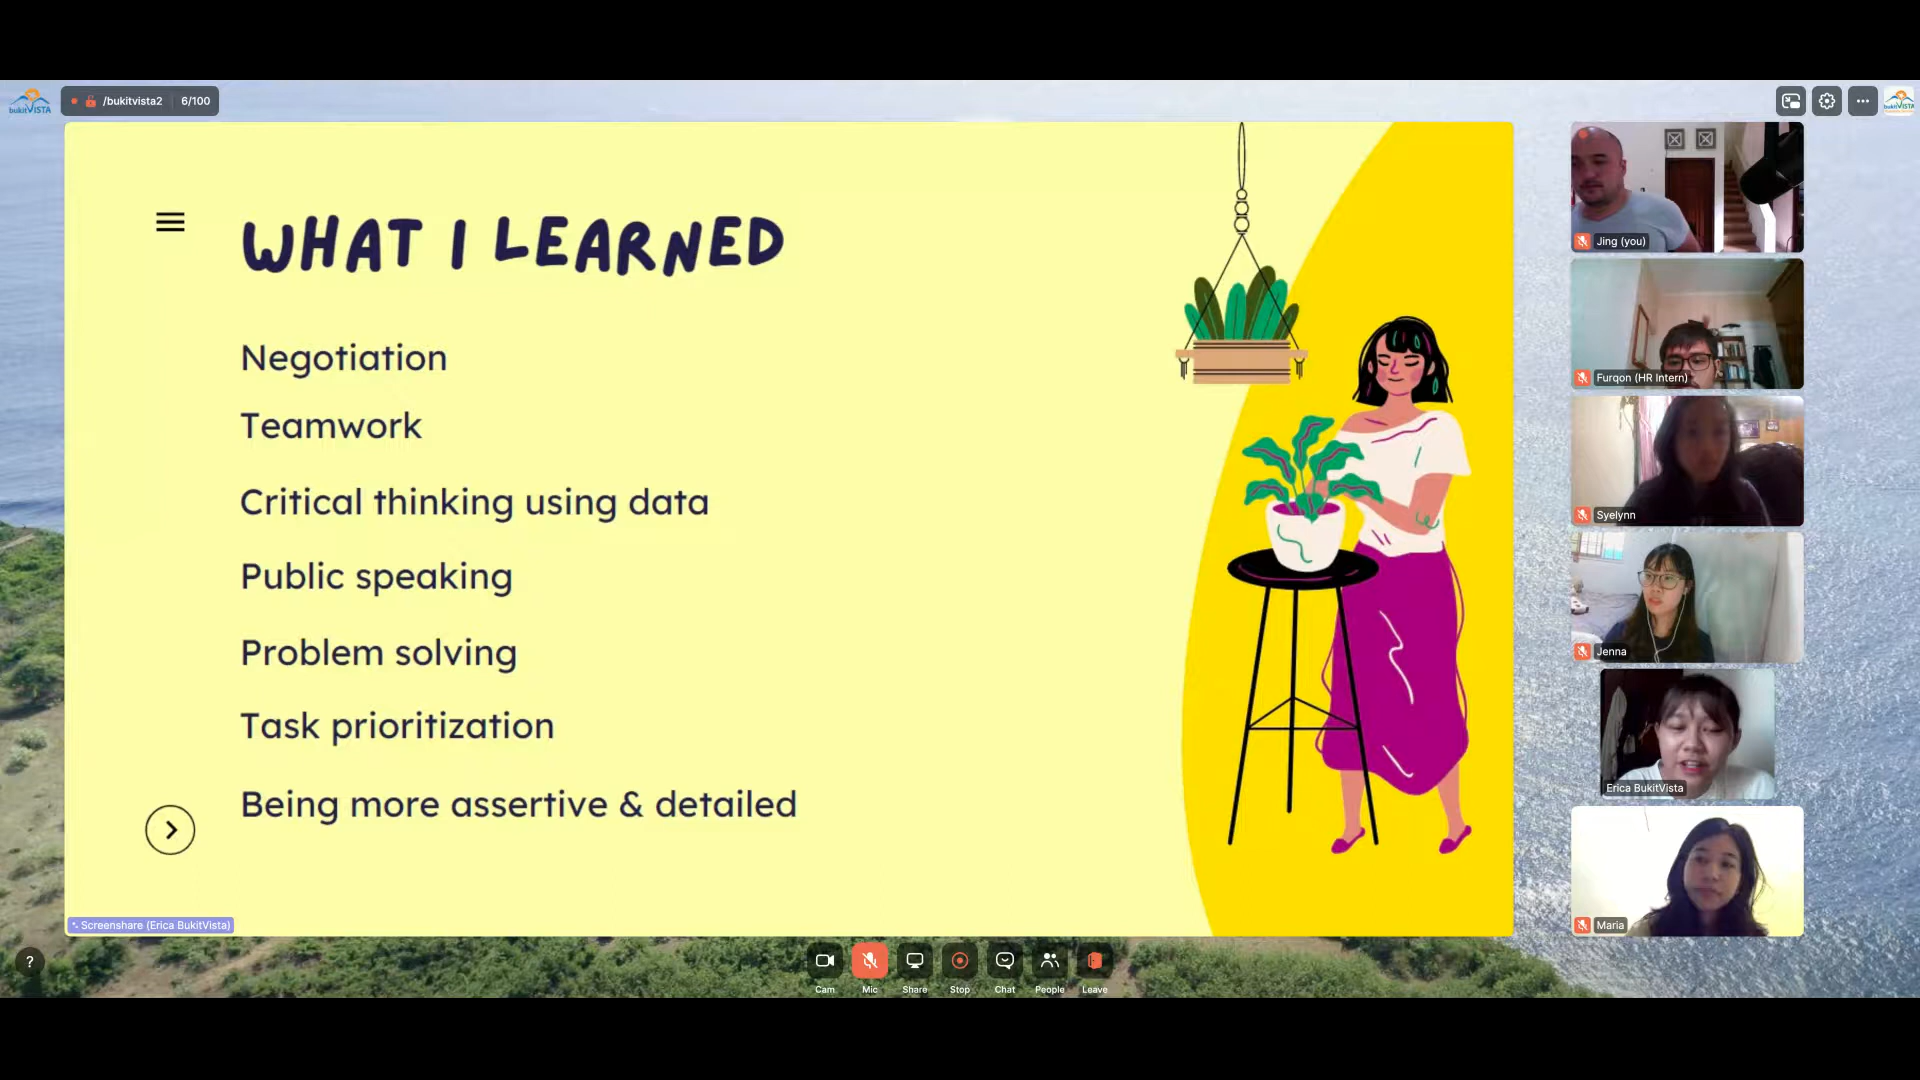 bukitVISTA
/bukitvista2 6/100
bukitVISTA
WHAT I LEARNED
Negotiation
Teamwork
Critical thinking using data
Public speaking
Problem solving
Task prioritization
Being more assertive & detailed
Screenshare (Erica BukitVista)
Jing (you)
Furqon (HR Intern)
Syelynn
Jenna
Erica BukitVista
Maria
?
Cam Mic Share Stop Chat People Leave